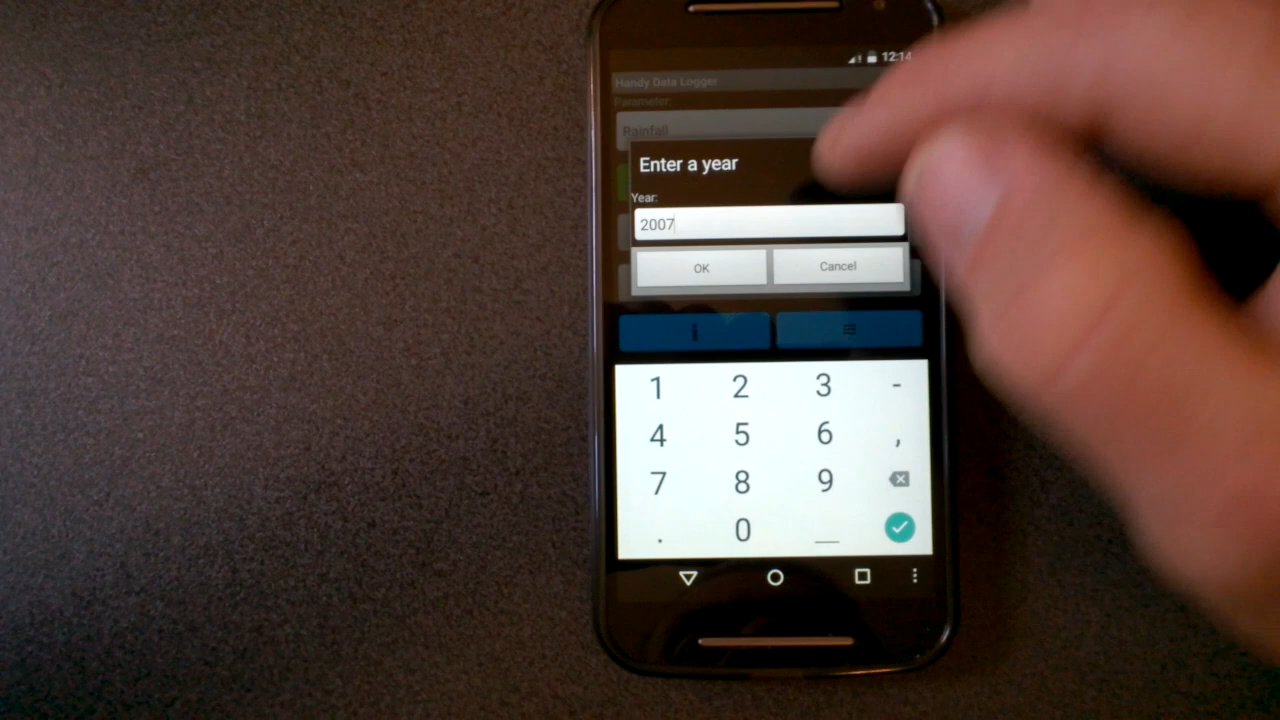 12:14
Handy Data Logger
Parameter
Rainfall
Enter a year
Year:
2007
OK Cancel
1 2 3 -
4 5 6 ,
7 8 9
. 0